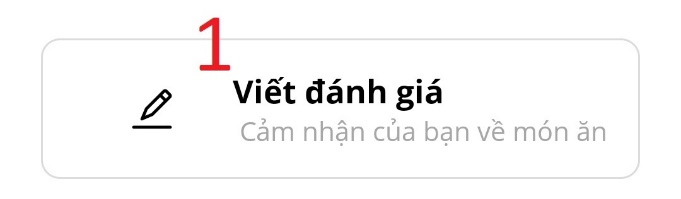 1
Viết đánh giá
Cảm nhận của bạn về món ăn